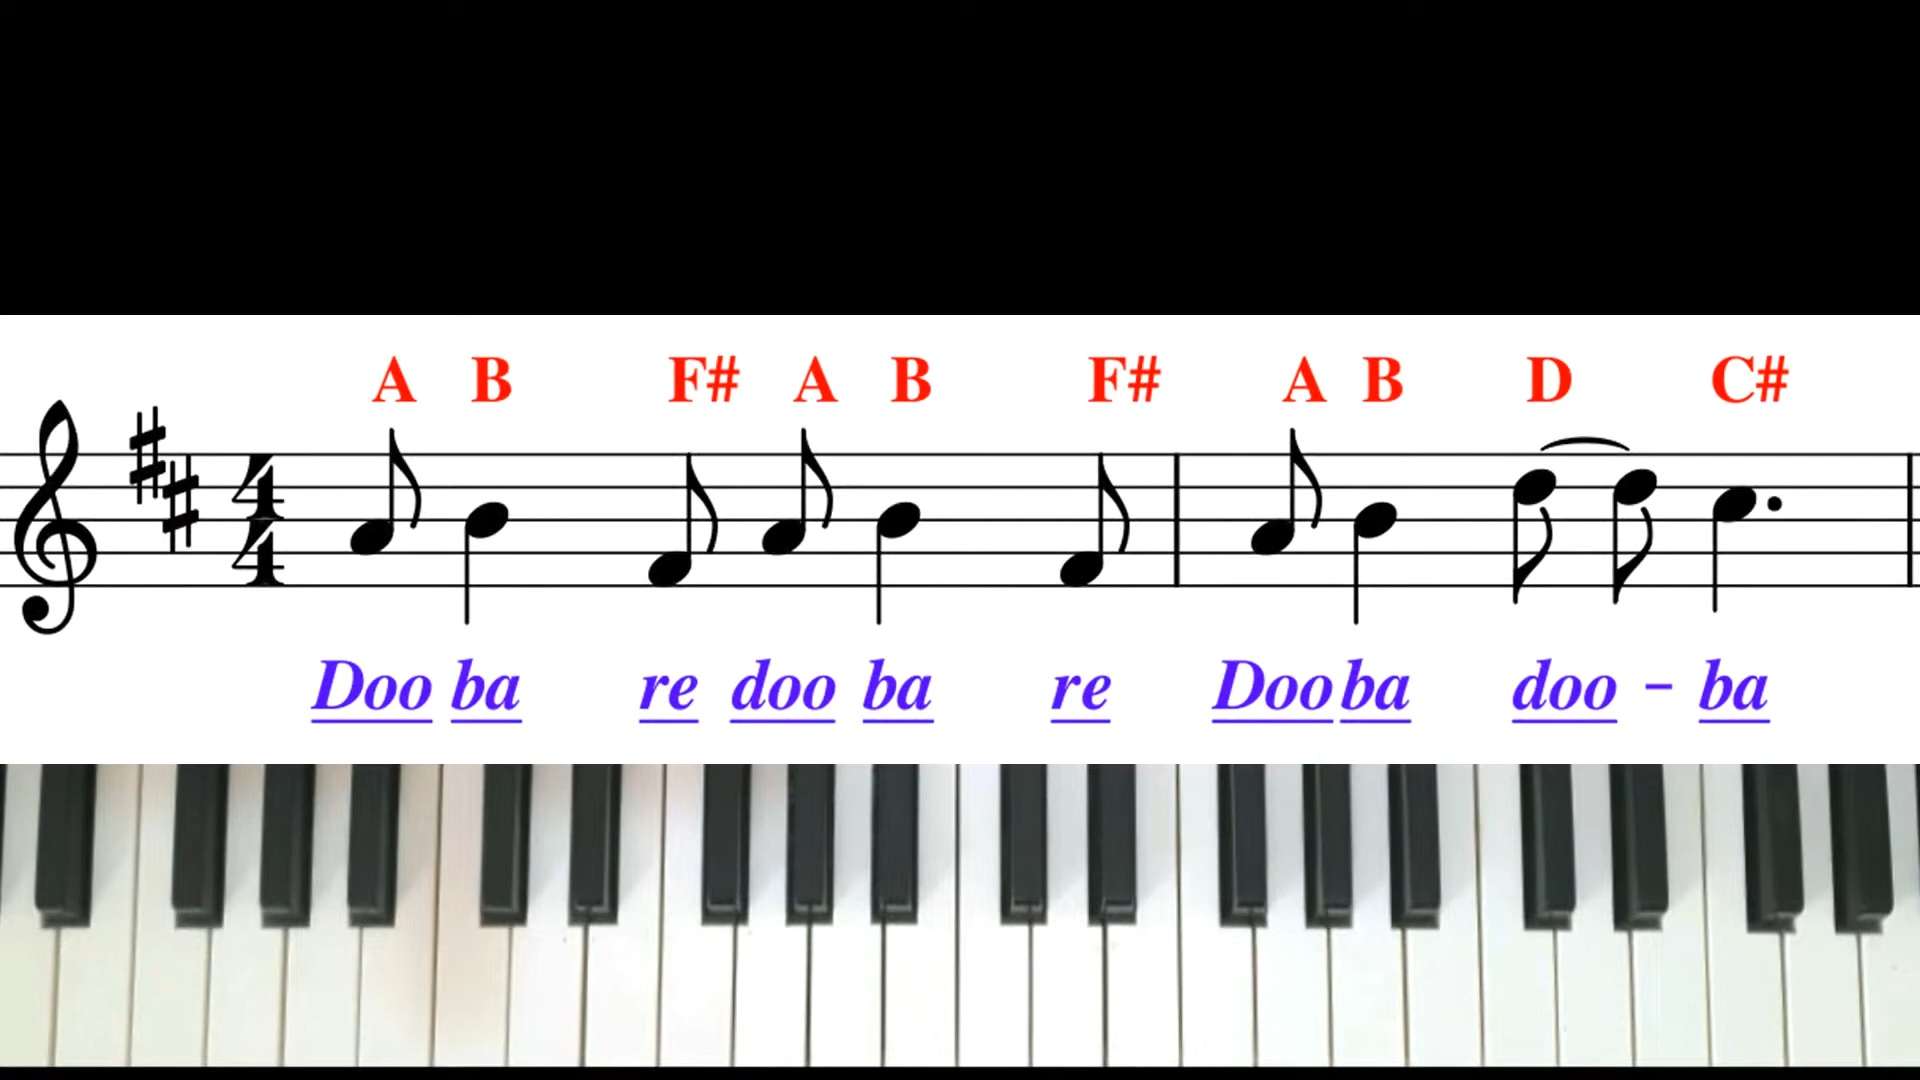 A B F# A B F# A B D C#
4
4
Doo ba re doo ba re Doo ba doo - ba